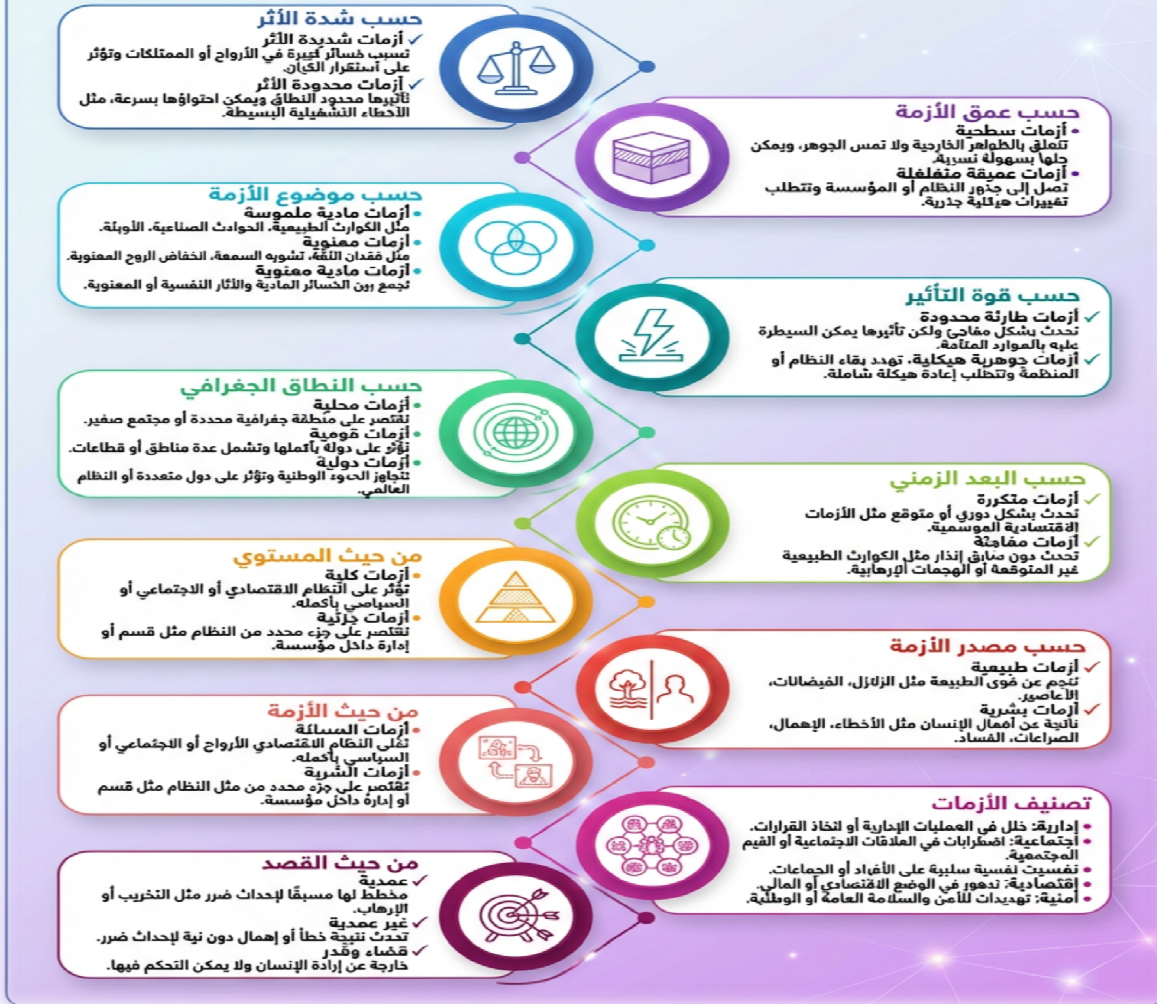 حسب شدة الأثر
✓ أزمات شديدة الأثر
تسبب خسائر كبيرة في الأرواح أو الممتلكات وتؤثر
على استقرار الكيان.
✓ أزمات محدودة الأثر
تأثيرها محدود النطاق ويمكن احتواؤها بسرعة، مثل
الأخطاء التشغيلية البسيطة.
حسب عمق الأزمة
• أزمات سطحية
تتعلق بالظواهر الخارجية ولا تمس الجوهر، ويمكن
حلها بسهولة نسبية.
• أزمات عميقة متغلغلة
تصل إلى جذور النظام أو المؤسسة وتتطلب
تغييرات هيكلية جذرية.
حسب موضوع الأزمة
• أزمات مادية ملموسة
مثل الكوارث الطبيعية، الحوادث الصناعية، الأوبئة.
• أزمات معنوية
مثل فقدان الثقة، تشويه السمعة، انخفاض الروح المعنوية.
• أزمات مادية معنوية
تجمع بين الخسائر المادية والآثار النفسية أو المعنوية.
حسب قوة التأثير
✓ أزمات طارئة محدودة
تحدث بشكل مفاجئ ولكن تأثيرها يمكن السيطرة
عليه بالموارد المتاحة.
✓ أزمات جوهرية هيكلية، تهدد بقاء النظام أو
المنظمة وتتطلب إعادة هيكلة شاملة.
حسب النطاق الجغرافي
• أزمات محلية
تقتصر على منطقة جغرافية محددة أو مجتمع صغير.
• أزمات قومية
تؤثر على دولة بأكملها وتشمل عدة مناطق أو قطاعات.
• أزمات دولية
تتجاوز الوطنية وتؤثر على دول متعددة أو النظام
العالمي.
حسب البعد الزمني
✓ أزمات متكررة
تحدث بشكل دوري أو متوقع مثل الأزمات
الاقتصادية الموسمية.
✓ أزمات مفاجئة
تحدث دون سابق إنذار مثل الكوارث الطبيعية
غير المتوقعة أو الهجمات الإرهابية.
من حيث المستوي
• أزمات كلية
تؤثر على النظام الاقتصادي أو الاجتماعي أو
السياسي بأكمله.
• أزمات جزئية
تقتصر على جزء محدد من النظام مثل قسم أو
إدارة داخل مؤسسة.
حسب مصدر الأزمة
✓ أزمات طبيعية
تنجم عن قوى الطبيعة مثل الزلازل، الفيضانات،
الأعاصير.
✓ أزمات بشرية
ناتجة عن أفعال الإنسان مثل الأخطاء، الإهمال،
الصراعات، الفساد.
من حيث الأزمة
• أزمات
النظام الاقتصادي الأرواح أو الاجتماعي أو
السياسي بأكمله.
• أزمات
تقتصر على جزء محدد من مثل النظام مثل قسم
أو إدارة داخل مؤسسة.
تصنيف الأزمات
• إدارية: خلل في العمليات الإدارية أو اتخاذ القرارات.
• اجتماعية: اضطرابات في العلاقات الاجتماعية أو القيم
المجتمعية.
• نفسيت نفسية سلبية على الأفراد أو الجماعات.
• إقتصادية: تدهور في الوضع الاقتصادي أو المالي.
• أمنية: تهديدات للأمن والسلامة العامة أو الوطنية.
من حيث القصد
✓ عمدية
مخطط لها مسبقًا لإحداث ضرر مثل التخريب أو
الإرهاب.
✓ غير عمدية
تحدث نتيجة خطأ أو إهمال دون نية لإحداث ضرر.
✓ قضاء وقدر
خارجة عن إرادة الإنسان ولا يمكن التحكم فيها.